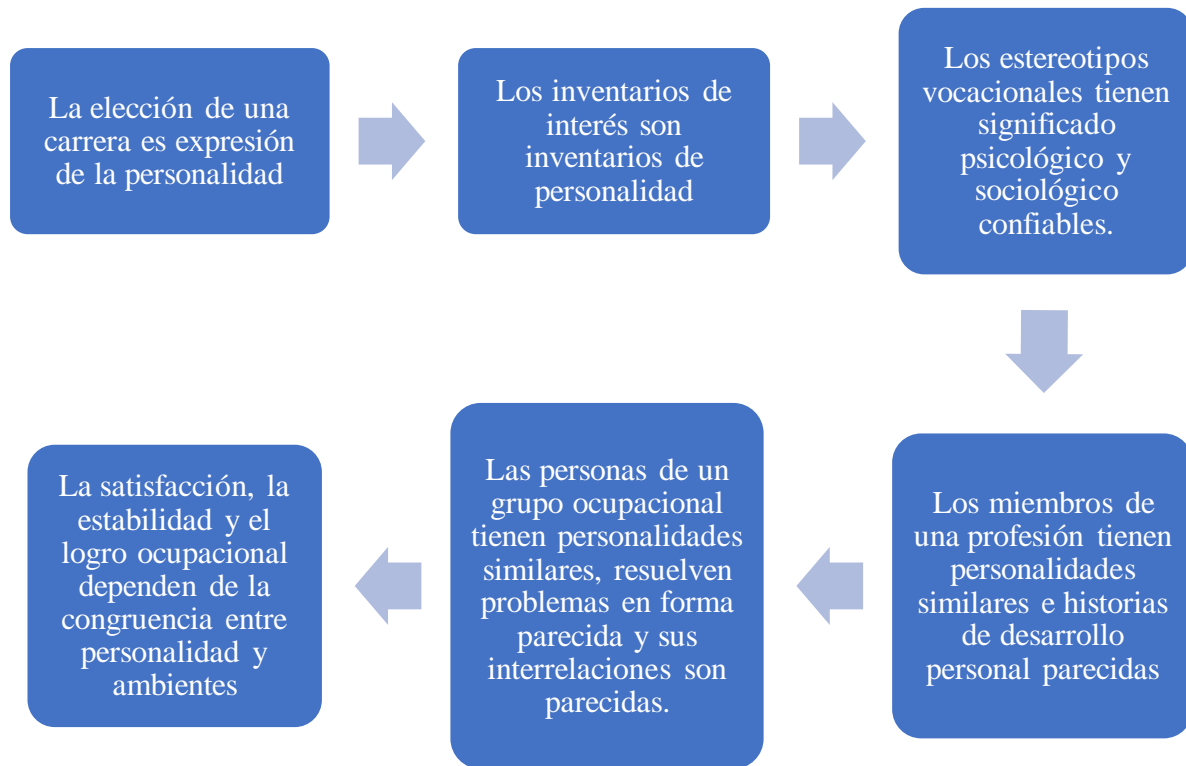 La elección de una
carrera es expresión
de la personalidad
Los inventarios de
interés son
inventarios de
personalidad
Los estereotipos
vocacionales tienen
significado
psicológico y
sociológico
confiables.
Los miembros de
una profesión tienen
personalidades
similares e historias
de desarrollo
personal parecidas
Las personas de un
grupo ocupacional
tienen personalidades
similares, resuelven
problemas en forma
parecida y sus
interrelaciones son
parecidas.
La satisfacción, la
estabilidad y el
logro ocupacional
dependen de la
congruencia entre
personalidad y
ambientes